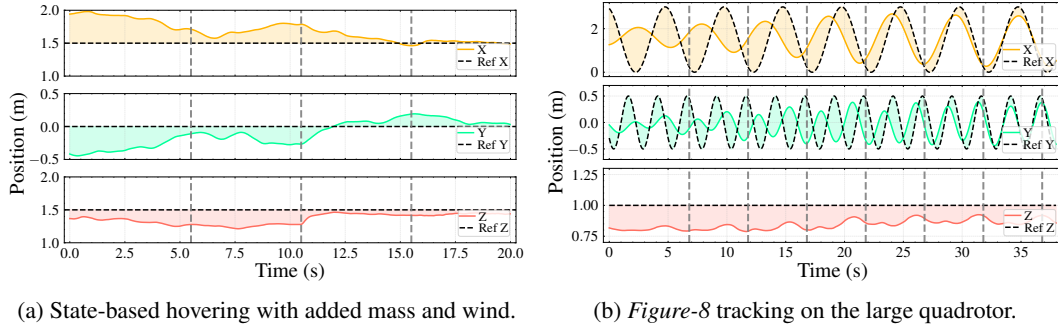 Position (m)
2.0
1.5
1.0
X
Ref X
0.5
0.0
−0.5
Y
Ref Y
2.0
1.5
1.0
Z
Ref Z
0.0 2.5 5.0 7.5 10.0 12.5 15.0 17.5 20.0
Time (s)
(a) State-based hovering with added mass and wind.
Position (m)
2
0
X
Ref X
0.5
0.0
−0.5
Y
Ref Y
1.00
0.75
Z
Ref Z
0 5 10 15 20 25 30 35
Time (s)
(b) Figure-8 tracking on the large quadrotor.